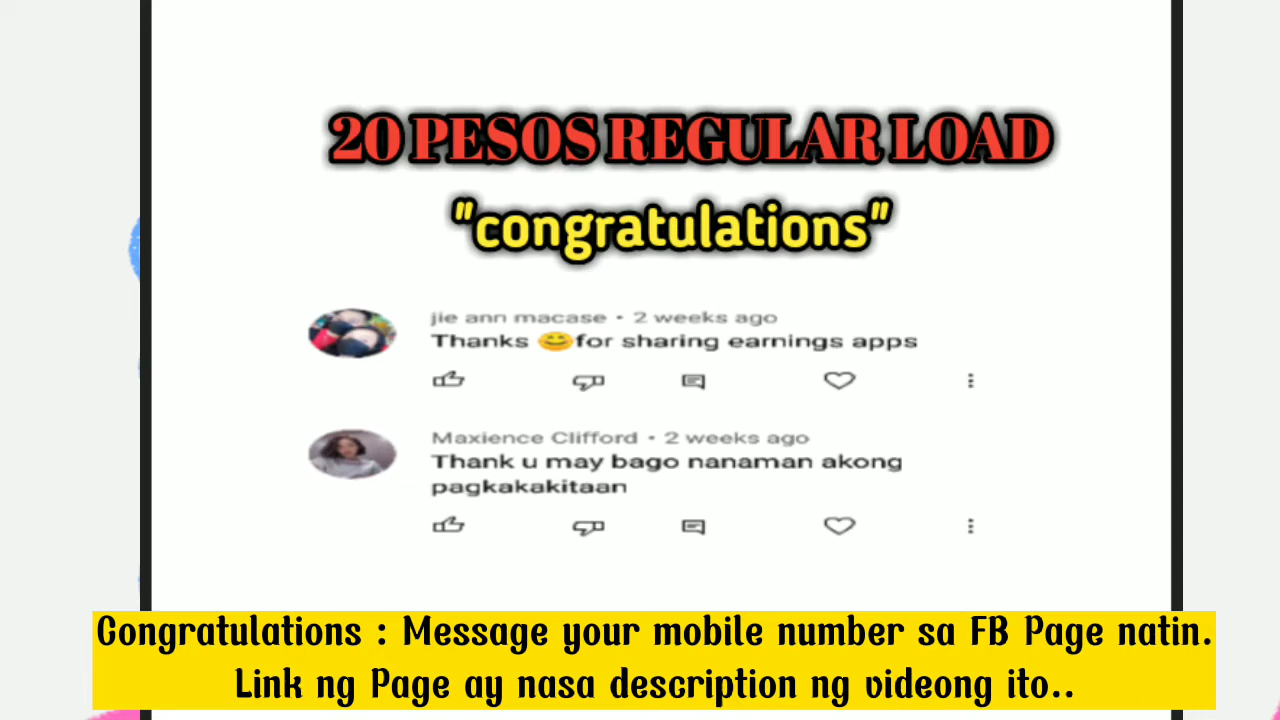 20 PESOS REGULAR LOAD
"congratulations"
jie ann macase • 2 weeks ago
Thanks 😊for sharing earnings apps
Maxience Clifford • 2 weeks ago
Thank u may bago nanaman akong
pagkakakitaan
Congratulations : Message your mobile number sa FB Page natin.
Link ng Page ay nasa description ng videong ito..